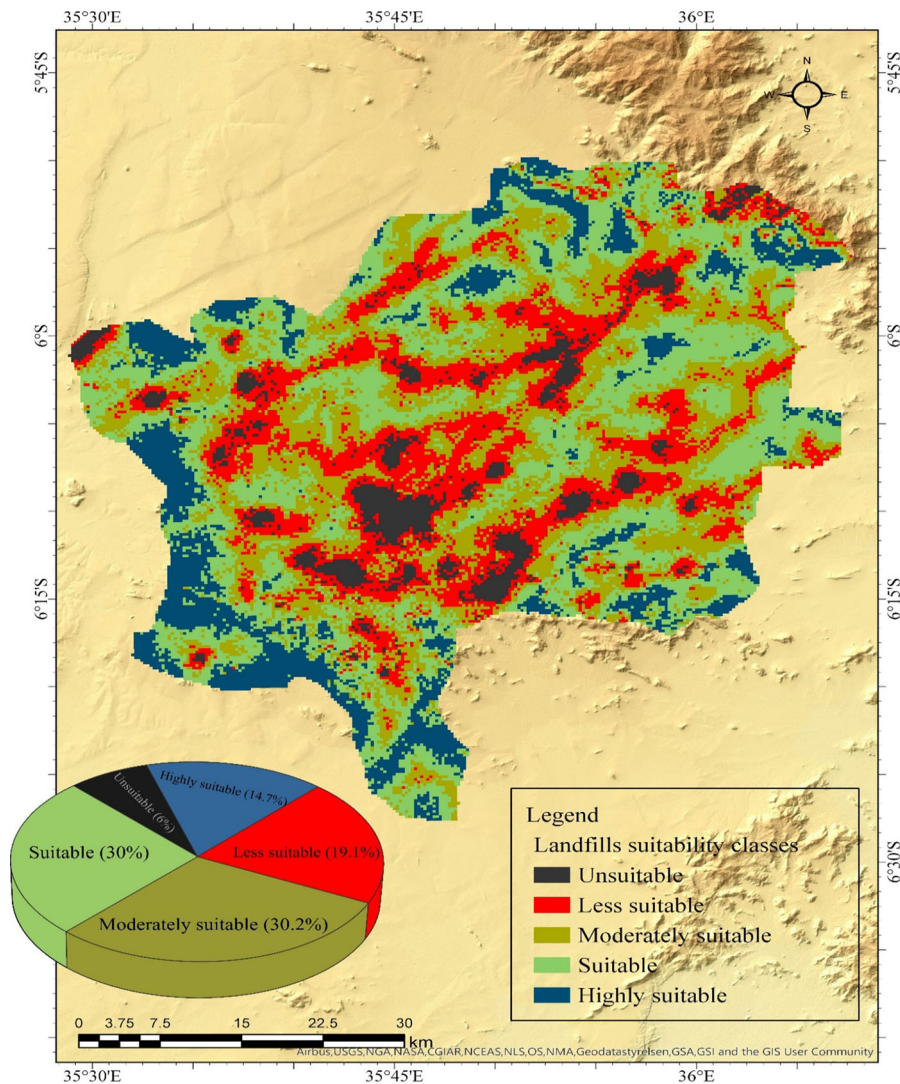 35°30'E 35°45'E 36°E
5°45'S 5°45'S
N
W E
S
6°S 6°S
6°15'S 6°15'S
Unsuitable (6%)
Highly suitable (14.7%)
Suitable (30%)
Less suitable (19.1%)
Moderately suitable (30.2%)
Legend
Landfills suitability classes
Unsuitable
Less suitable
Moderately suitable
Suitable
Highly suitable
6°30'S
0 3.75 7.5 15 22.5 30
km
Airbus,USGS,NGA,NASA,CGIAR,NCEAS,NLS,OS,NMA,Geodatastyrelsen,GSA,GSI and the GIS User Community
35°30'E 35°45'E 36°E